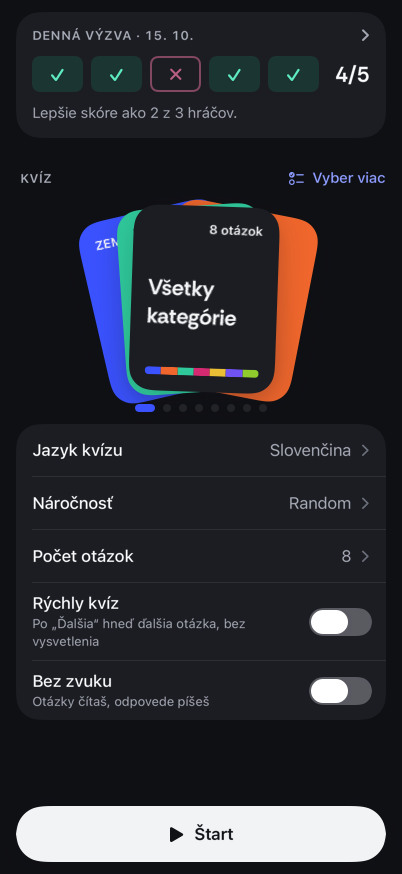 DENNÁ VÝZVA · 15. 10.
4/5
Lepšie skóre ako 2 z 3 hráčov.
KVÍZ
Vyber viac
8 otázok
Všetky
kategórie
Jazyk kvízu
Slovenčina
Náročnosť
Random
Počet otázok
8
Rýchly kvíz
Po „Ďalšia“ hneď ďalšia otázka, bez
vysvetlenia
Bez zvuku
Otázky čítaš, odpovede píšeš
Štart